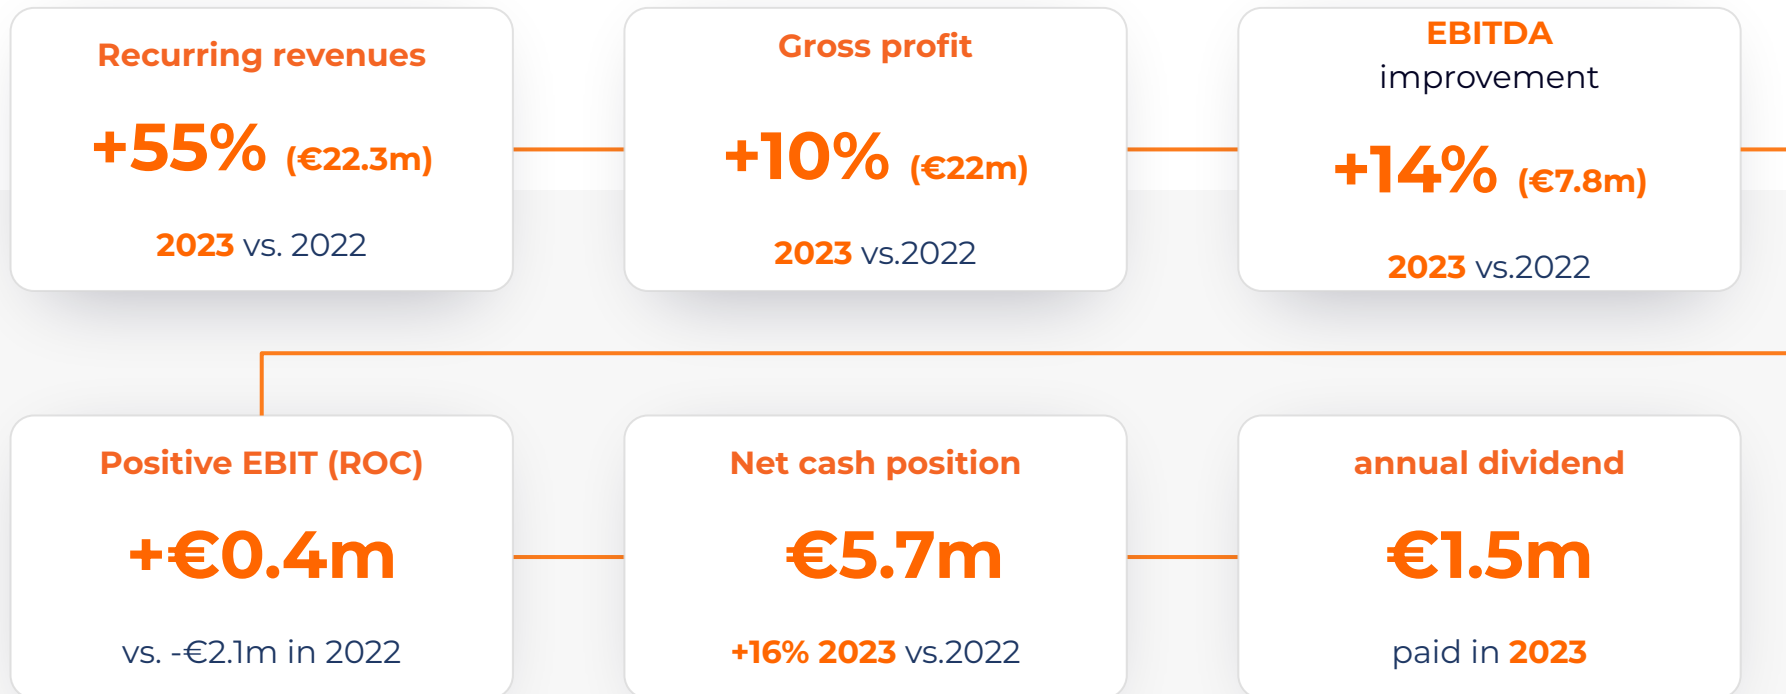 Recurring revenues
+55% (€22.3m)
2023 vs. 2022
Gross profit
+10% (€22m)
2023 vs.2022
EBITDA
improvement
+14% (€7.8m)
2023 vs.2022
Positive EBIT (ROC)
+€0.4m
vs. -€2.1m in 2022
Net cash position
€5.7m
+16% 2023 vs.2022
annual dividend
€1.5m
paid in 2023